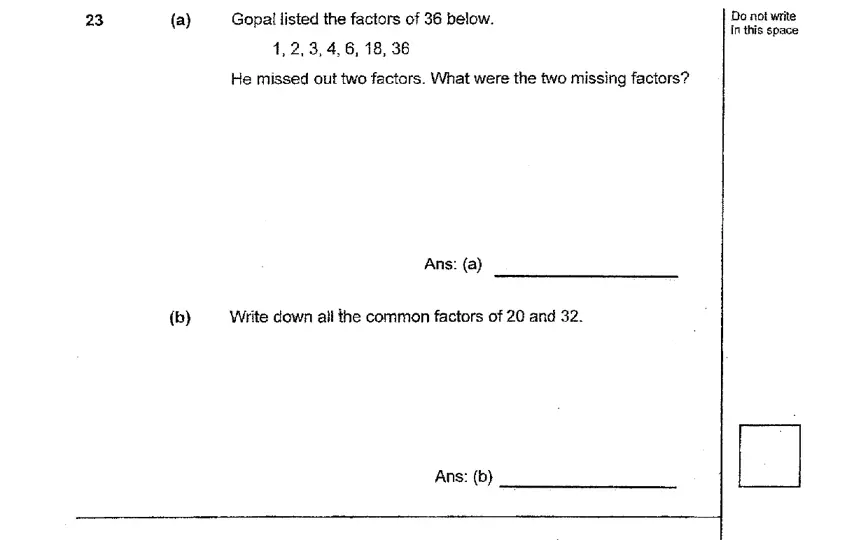 23 (a) Gopal listed the factors of 36 below.
Do not write
in this space
1, 2, 3, 4, 6, 18, 36
He missed out two factors. What were the two missing factors?
Ans: (a)
(b) Write down all the common factors of 20 and 32.
Ans: (b)